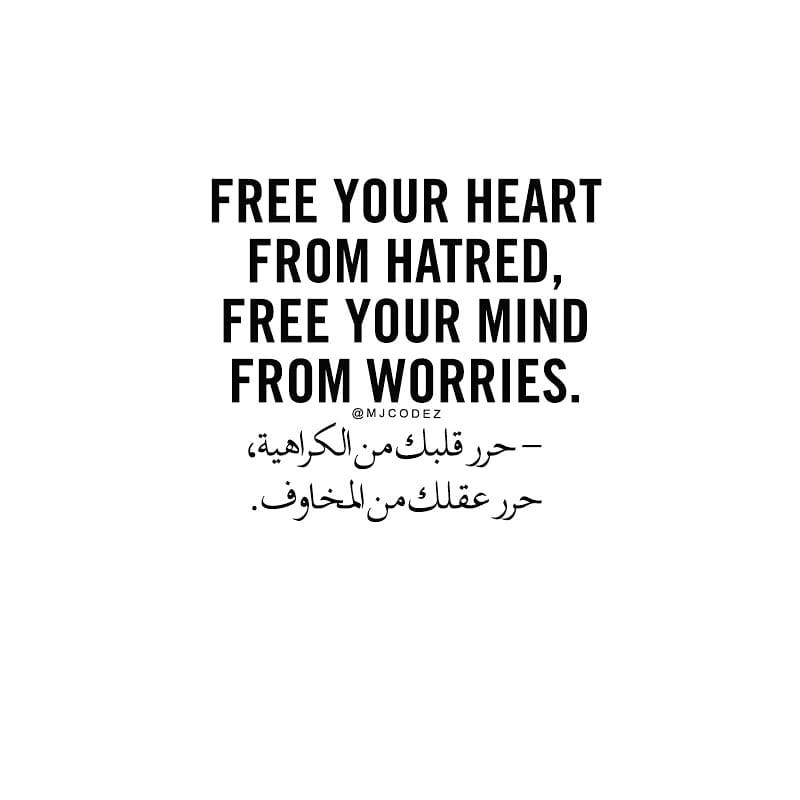 FREE YOUR HEART
FROM HATRED,
FREE YOUR MIND
FROM WORRIES.
@MJCODEZ
– حرر قلبك من الكراهية،
حرر عقلك من المخاوف.